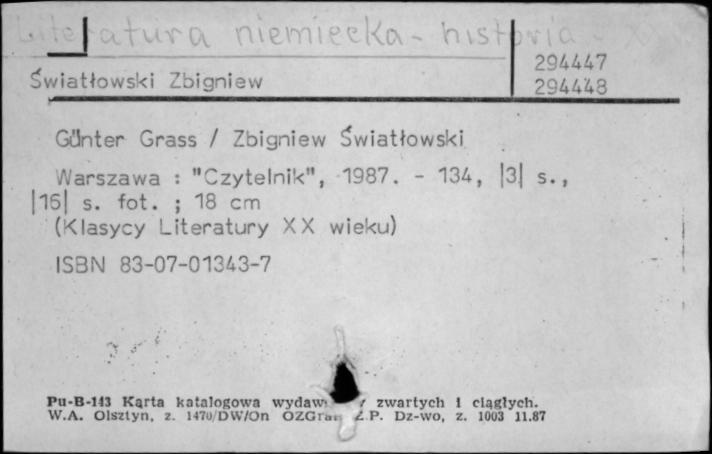 Literatura niemiecka - historia - XX
294447
Światłowski Zbigniew 294448
Günter Grass / Zbigniew Światłowski
Warszawa : "Czytelnik", 1987. - 134, |3| s.,
|16| s. fot. ; 18 cm
(Klasycy Literatury XX wieku)
ISBN 83-07-01343-7
Pu-B-143 Karta katalogowa zwartych i ciągłych.
W.A. Olsztyn, z. 1470/DW/On OZGraf Z.P. Dz-wo, z. 1003 11.87